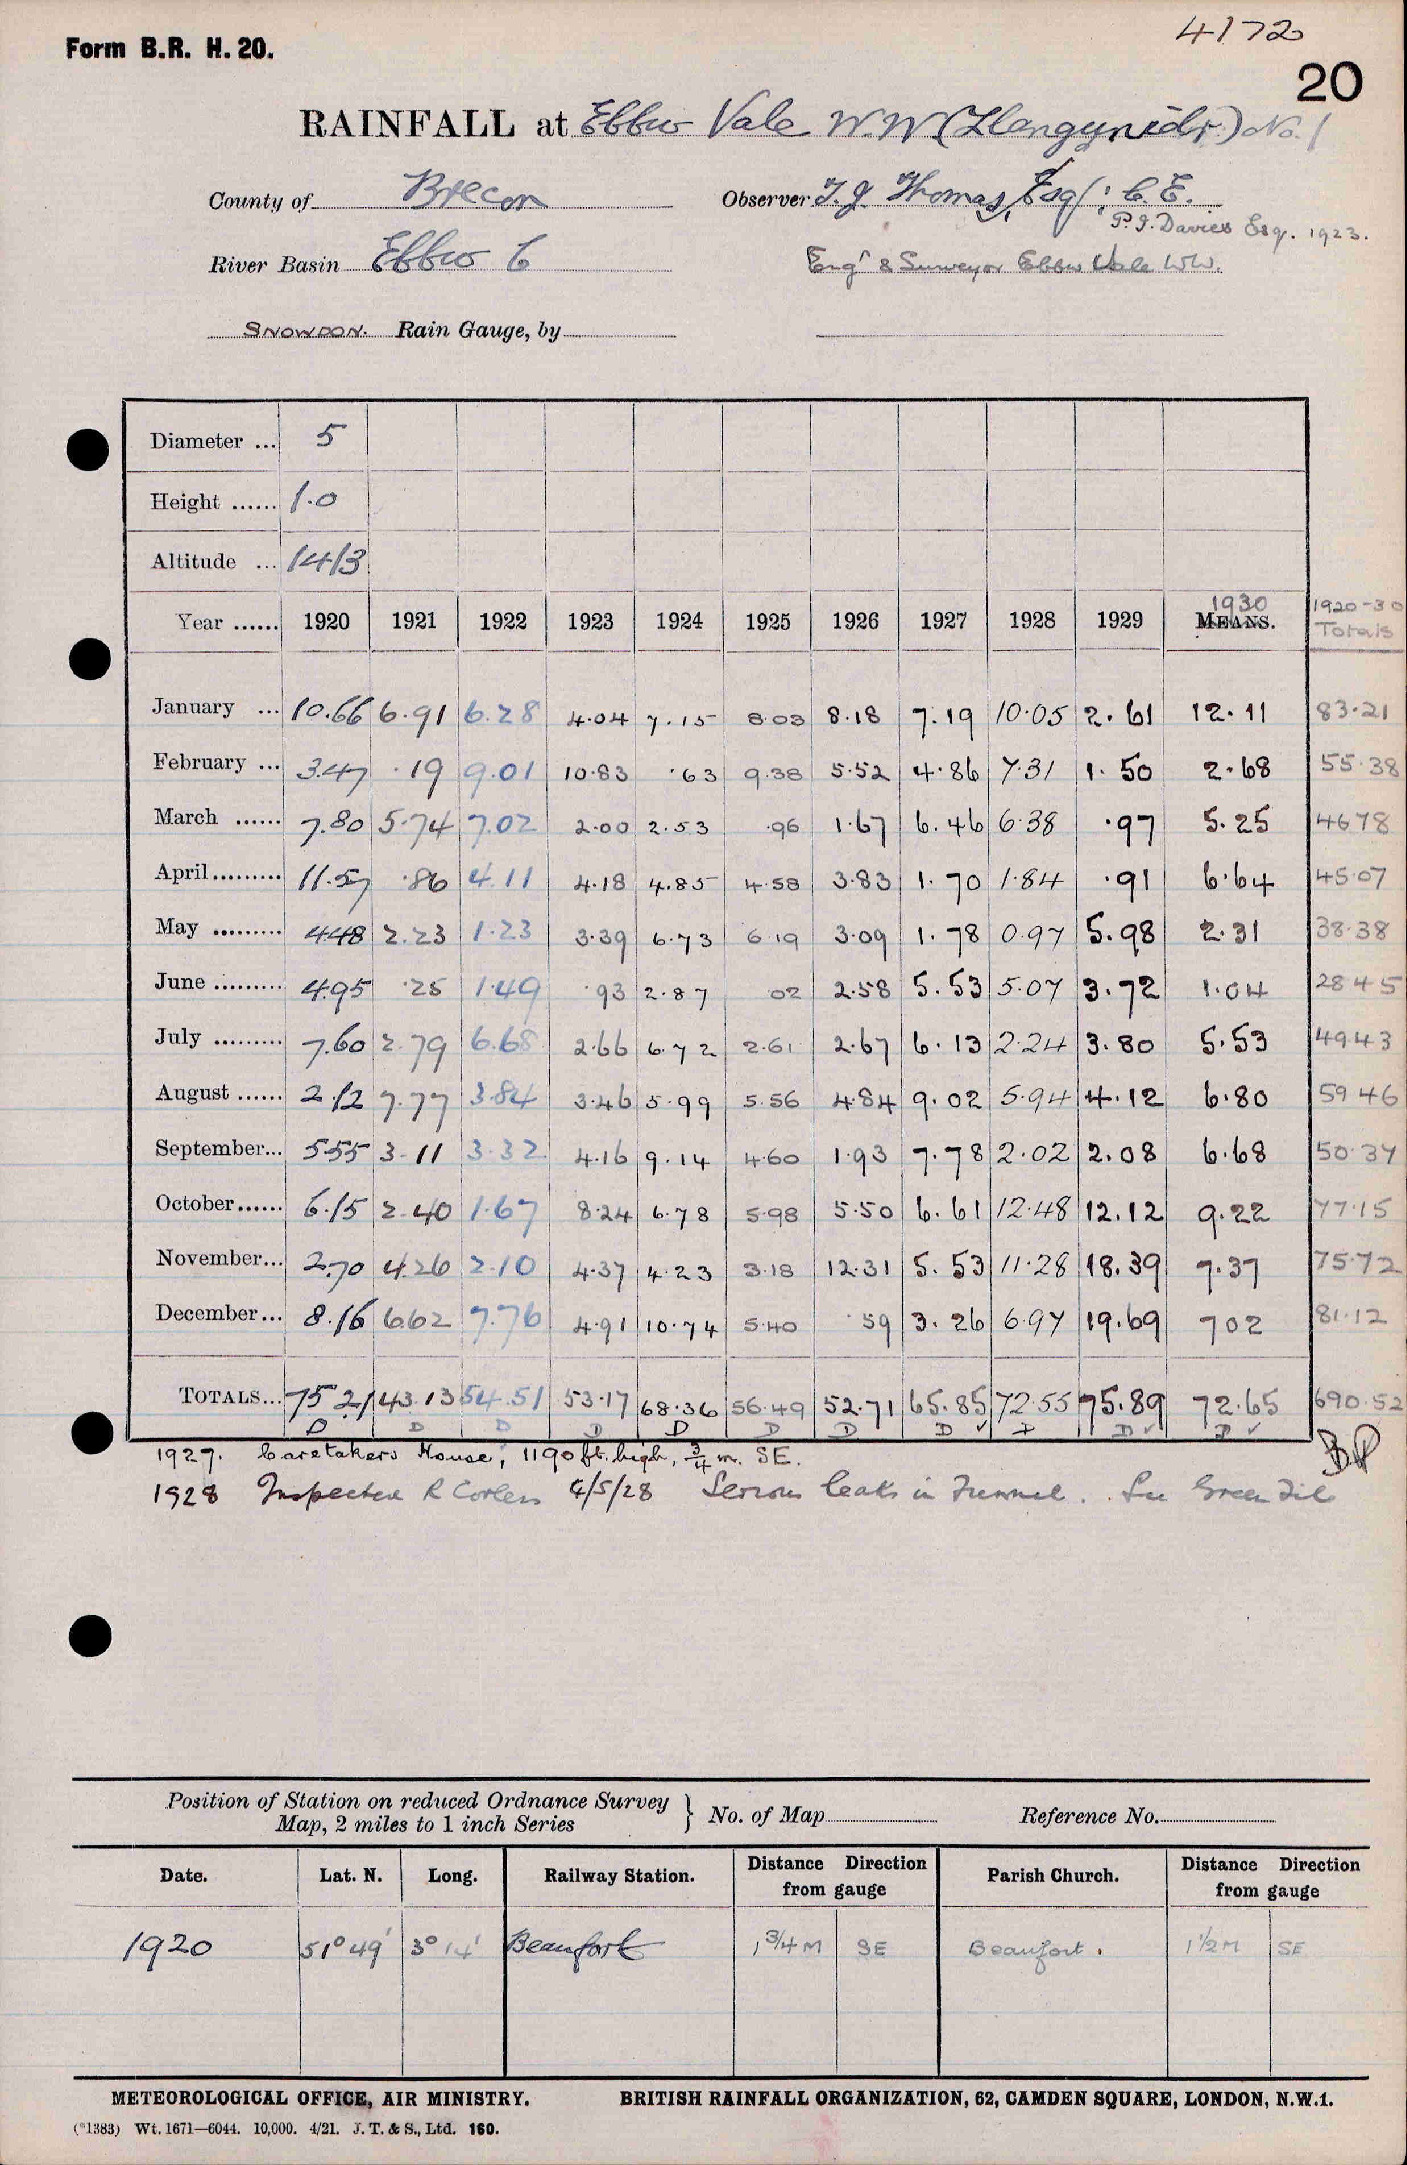 4172
Form B.R. H. 20.
20
RAINFALL at Ebbw Vale W.W (Llangynidr) No. 1
County of Brecon Observer T. J. Thomas, Esq; C. E.
P. J. Davies Esq. 1923.
River Basin Ebbw 6 Engr & Surveyor Ebbw Vale WW.
SNOWDON. Rain Gauge, by
Diameter ... 5
Height ...... 1.0
Altitude ... 1413
Year ...... 1920 1921 1922 1923 1924 1925 1926 1927 1928 1929 MEANS. 1930 1920-30 Totals
January ... 10.66 6.91 6.28 4.04 7.15 8.03 8.18 7.19 10.05 2.61 12.11 83.21
February ... 3.47 .19 9.01 10.83 .63 9.38 5.52 4.86 7.31 1.50 2.68 55.38
March ...... 7.80 5.74 7.02 2.00 2.53 .96 1.67 6.46 6.38 .97 5.25 46 78
April ......... 11.57 .86 4.11 4.18 4.85 4.58 3.83 1.70 1.84 .91 6.64 45.07
May ......... 4.48 2.23 1.23 3.39 6.73 6 19 3.09 1.78 0.97 5.98 2.31 38.38
June ......... 4.95 .25 1.49 .93 2.87 .02 2.58 5.53 5.07 3.72 1.04 28 45
July ......... 7.60 2.79 6.68 2.66 6.72 2.61 2.67 6.13 2.24 3.80 5.53 49.43
August ...... 2.12 7.77 3.84 3.46 5.99 5.56 4.84 9.02 5.94 4.12 6.80 59 46
September... 5.55 3.11 3.32 4.16 9.14 4.60 1.93 7.78 2.02 2.08 6.68 50.37
October ...... 6.15 2.40 1.67 8.24 6.78 5.98 5.50 6.61 12.48 12.12 9.22 77.15
November... 2.70 4.26 2.10 4.37 4.23 3.18 12.31 5.53 11.28 18.39 7.37 75.72
December... 8.16 6.62 7.76 4.91 10.74 5.40 .59 3.26 6.97 19.69 7 02 81.12
TOTALS... 75 21 43.13 54.51 53.17 68.36 56.49 52.71 65.85 72.55 75.89 72.65 690.52
D D D D D D D D ✓ D D ✓ D ✓
1927. Caretakers House, 1190 ft. high, 3/4 m. SE.
1928 Inspected R Corless 4/5/28 Serious leaks in Funnel. See Green File
Position of Station on reduced Ordnance Survey Map, 2 miles to 1 inch Series } No. of Map Reference No.
Date. Lat. N. Long. Railway Station. Distance Direction from gauge Parish Church. Distance Direction from gauge
1920 51° 49' 3° 14' Beaufort 1 3/4 M SE Beaufort. 1 1/2 M SE
METEOROLOGICAL OFFICE, AIR MINISTRY. BRITISH RAINFALL ORGANIZATION, 62, CAMDEN SQUARE, LONDON, N.W.1.
(*1383) Wt. 1671—6044. 10,000. 4/21. J. T. & S., Ltd. 160.